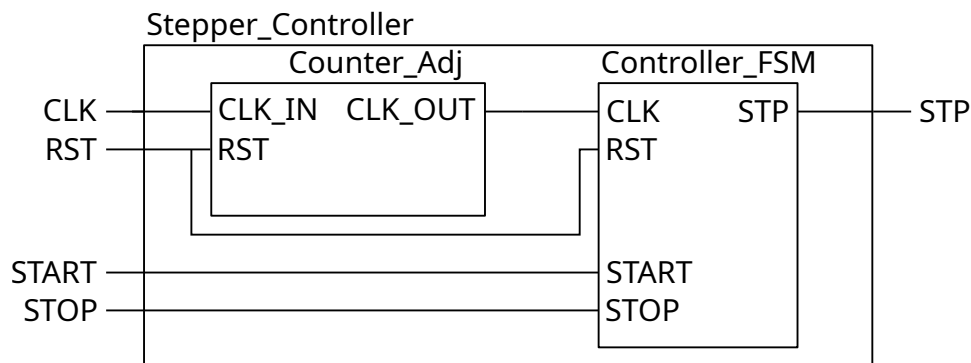 Stepper_Controller
Counter_Adj Controller_FSM
CLK CLK_IN CLK_OUT CLK STP STP
RST RST RST
START START
STOP STOP